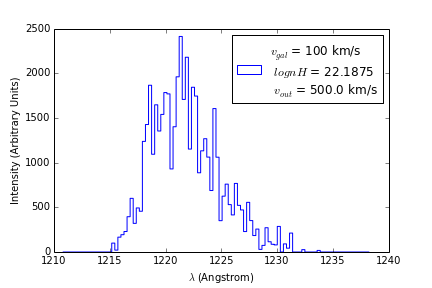 2500
2000
1500
1000
500
0
1210
1215
1220
1225
1230
1235
1240
Intensity (Arbitrary Units)
λ (Angstrom)
v_gal = 100 km/s
lognH = 22.1875
v_out = 500.0 km/s